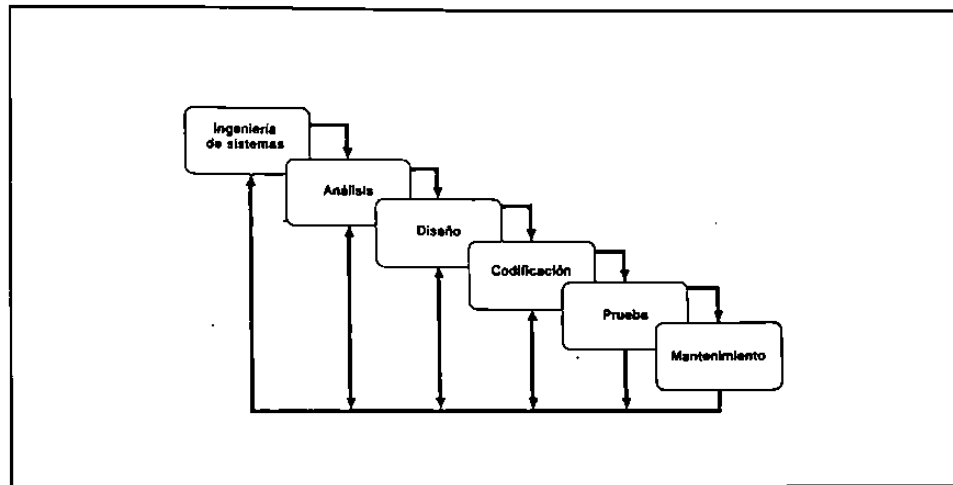 Ingeniería
de sistemas
Análisis
Diseño
Codificación
Prueba
Mantenimiento